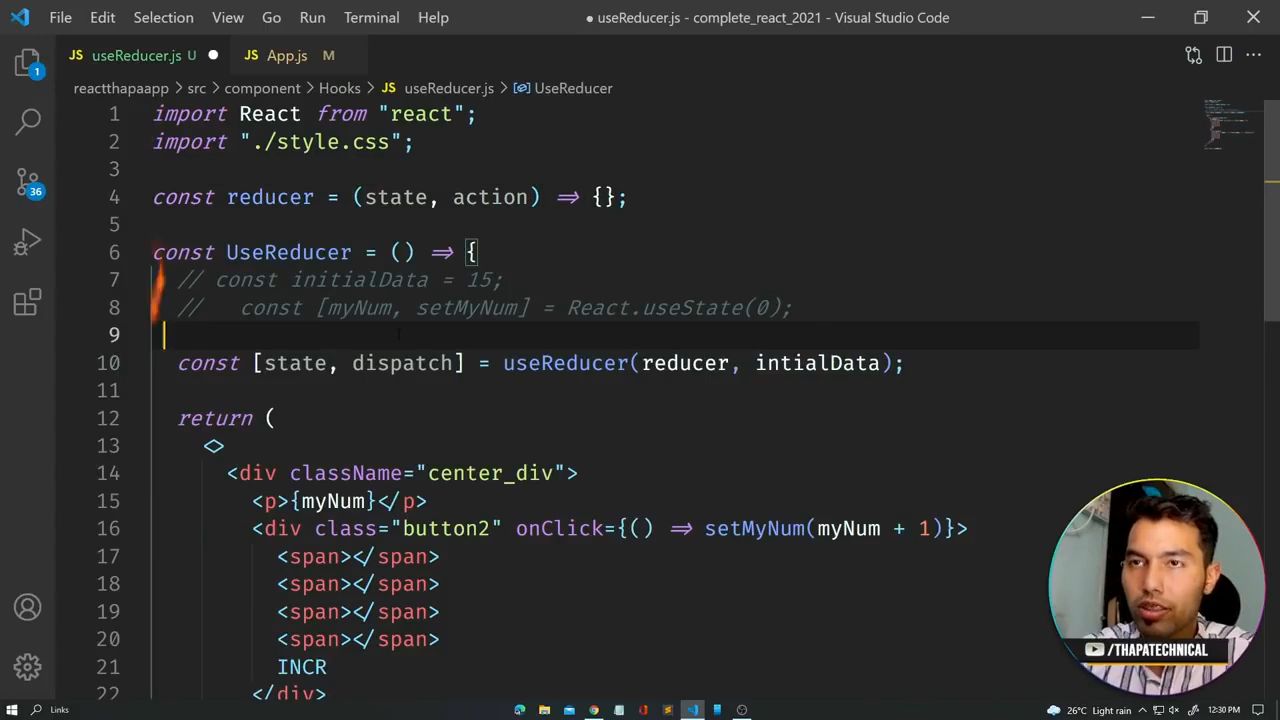 File Edit Selection View Go Run Terminal Help
● useReducer.js - complete_react_2021 - Visual Studio Code
JS useReducer.js U ●
JS App.js M
reactthapaapp > src > component > Hooks > JS useReducer.js > UseReducer
1 import React from "react";
2 import "./style.css";
3
4 const reducer = (state, action) => {};
5
6 const UseReducer = () => {
7 // const initialData = 15;
8 //   const [myNum, setMyNum] = React.useState(0);
9
10 const [state, dispatch] = useReducer(reducer, intialData);
11
12 return (
13 <>
14 <div className="center_div">
15 <p>{myNum}</p>
16 <div class="button2" onClick={() => setMyNum(myNum + 1)}>
17 <span></span>
18 <span></span>
19 <span></span>
20 <span></span>
21 INCR
22 </div>
1
36
/THAPATECHNICAL
Links
26°C Light rain
12:30 PM